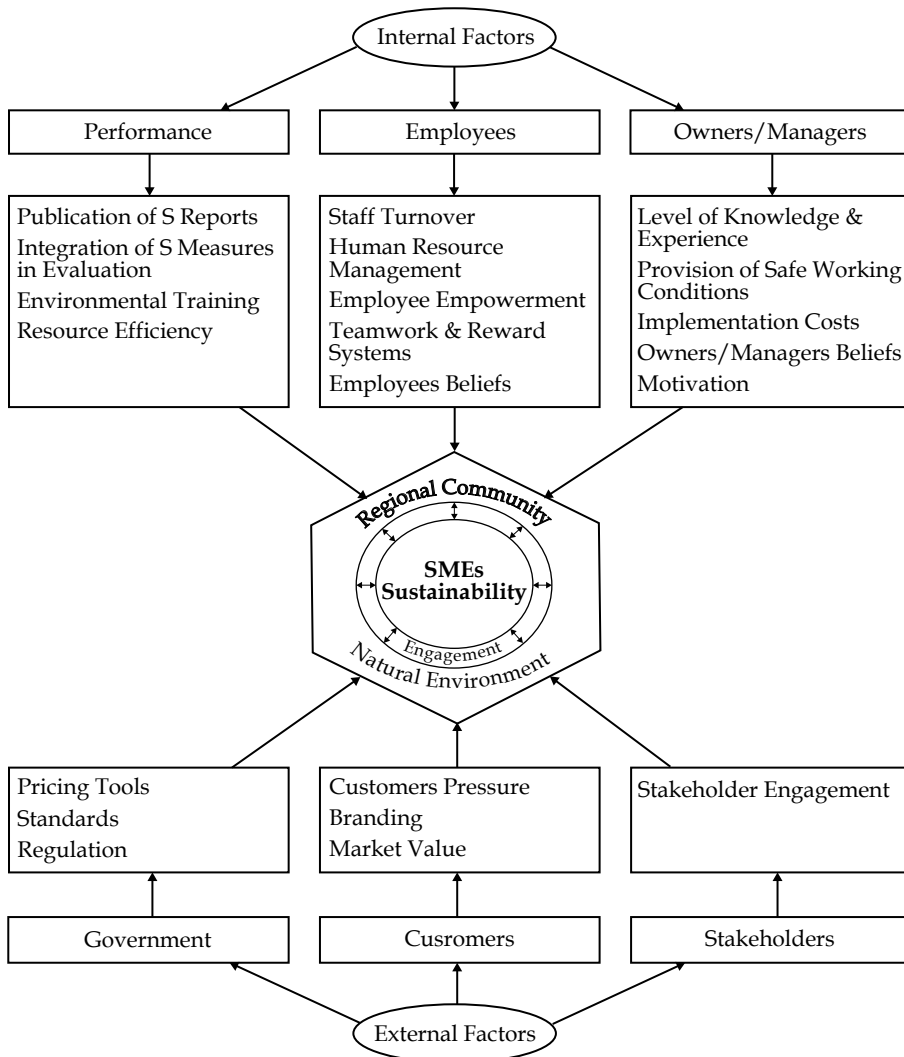 Internal Factors
Performance
Employees
Owners/Managers
Publication of S Reports
Integration of S Measures
in Evaluation
Environmental Training
Resource Efficiency
Staff Turnover
Human Resource
Management
Employee Empowerment
Teamwork & Reward
Systems
Employees Beliefs
Level of Knowledge &
Experience
Provision of Safe Working
Conditions
Implementation Costs
Owners/Managers Beliefs
Motivation
Regional Community
SMEs
Sustainability
Engagement
Natural Environment
Pricing Tools
Standards
Regulation
Customers Pressure
Branding
Market Value
Stakeholder Engagement
Government
Cusromers
Stakeholders
External Factors